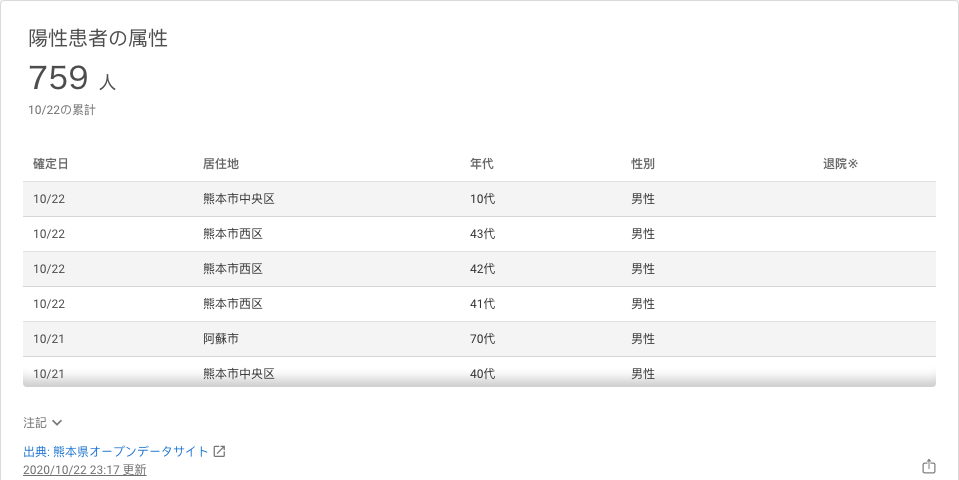 陽性患者の属性
759 人
10/22の累計
確定日 居住地 年代 性別 退院※
10/22 熊本市中央区 10代 男性
10/22 熊本市西区 43代 男性
10/22 熊本市西区 42代 男性
10/22 熊本市西区 41代 男性
10/21 阿蘇市 70代 男性
10/21 熊本市中央区 40代 男性
注記
出典: 熊本県オープンデータサイト
2020/10/22 23:17 更新